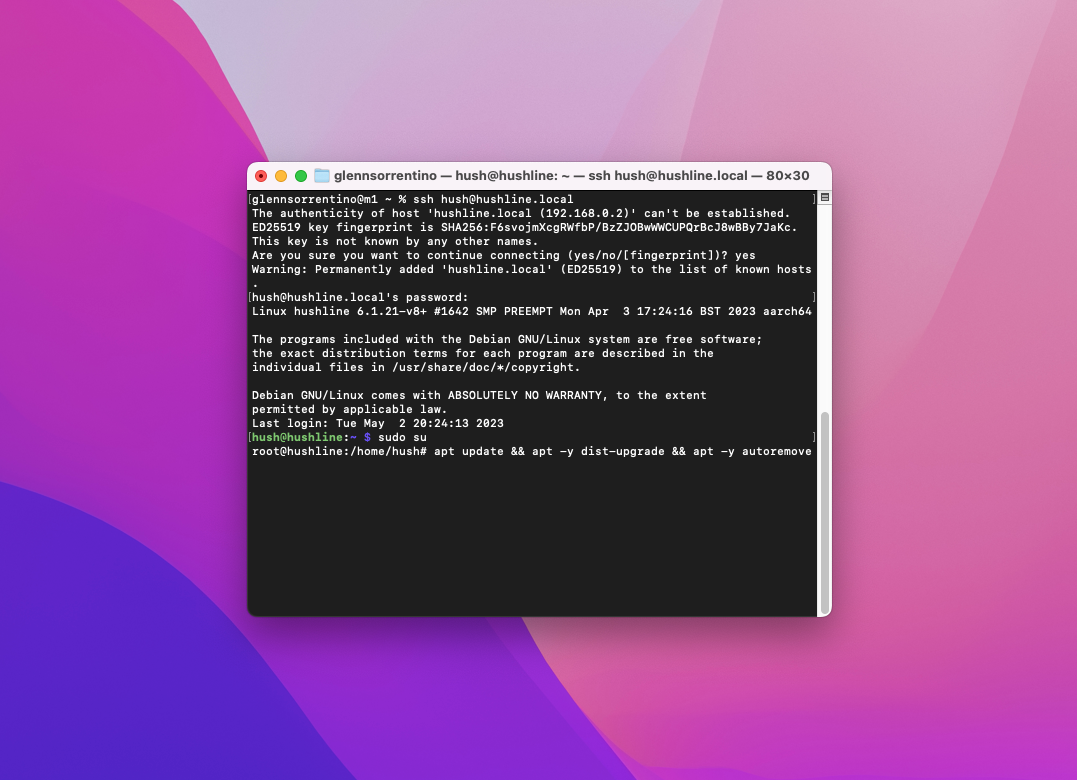 glennsorrentino — hush@hushline: ~ — ssh hush@hushline.local — 80×30
[glennsorrentino@m1 ~ % ssh hush@hushline.local ]
The authenticity of host 'hushline.local (192.168.0.2)' can't be established.
ED25519 key fingerprint is SHA256:F6svojmXcgRWfbP/BzZJOBwWWCUPQrBcJ8wBBy7JaKc.
This key is not known by any other names.
Are you sure you want to continue connecting (yes/no/[fingerprint])? yes
Warning: Permanently added 'hushline.local' (ED25519) to the list of known hosts
.
[hush@hushline.local's password: ]
Linux hushline 6.1.21-v8+ #1642 SMP PREEMPT Mon Apr  3 17:24:16 BST 2023 aarch64
The programs included with the Debian GNU/Linux system are free software;
the exact distribution terms for each program are described in the
individual files in /usr/share/doc/*/copyright.
Debian GNU/Linux comes with ABSOLUTELY NO WARRANTY, to the extent
permitted by applicable law.
Last login: Tue May  2 20:24:13 2023
[hush@hushline:~ $ sudo su ]
root@hushline:/home/hush# apt update && apt -y dist-upgrade && apt -y autoremove